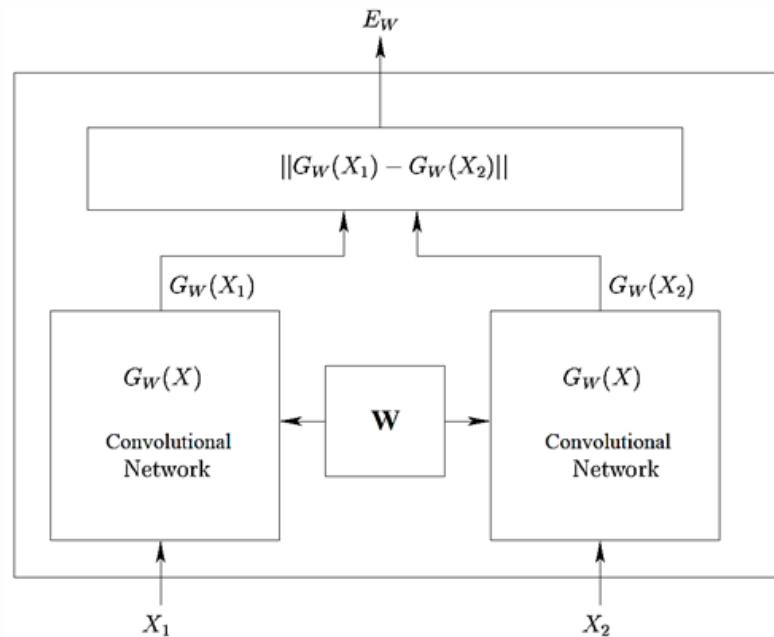 E_W
||G_W(X_1) − G_W(X_2)||
G_W(X_1)
G_W(X_2)
G_W(X)
Convolutional
Network
W
G_W(X)
Convolutional
Network
X_1
X_2